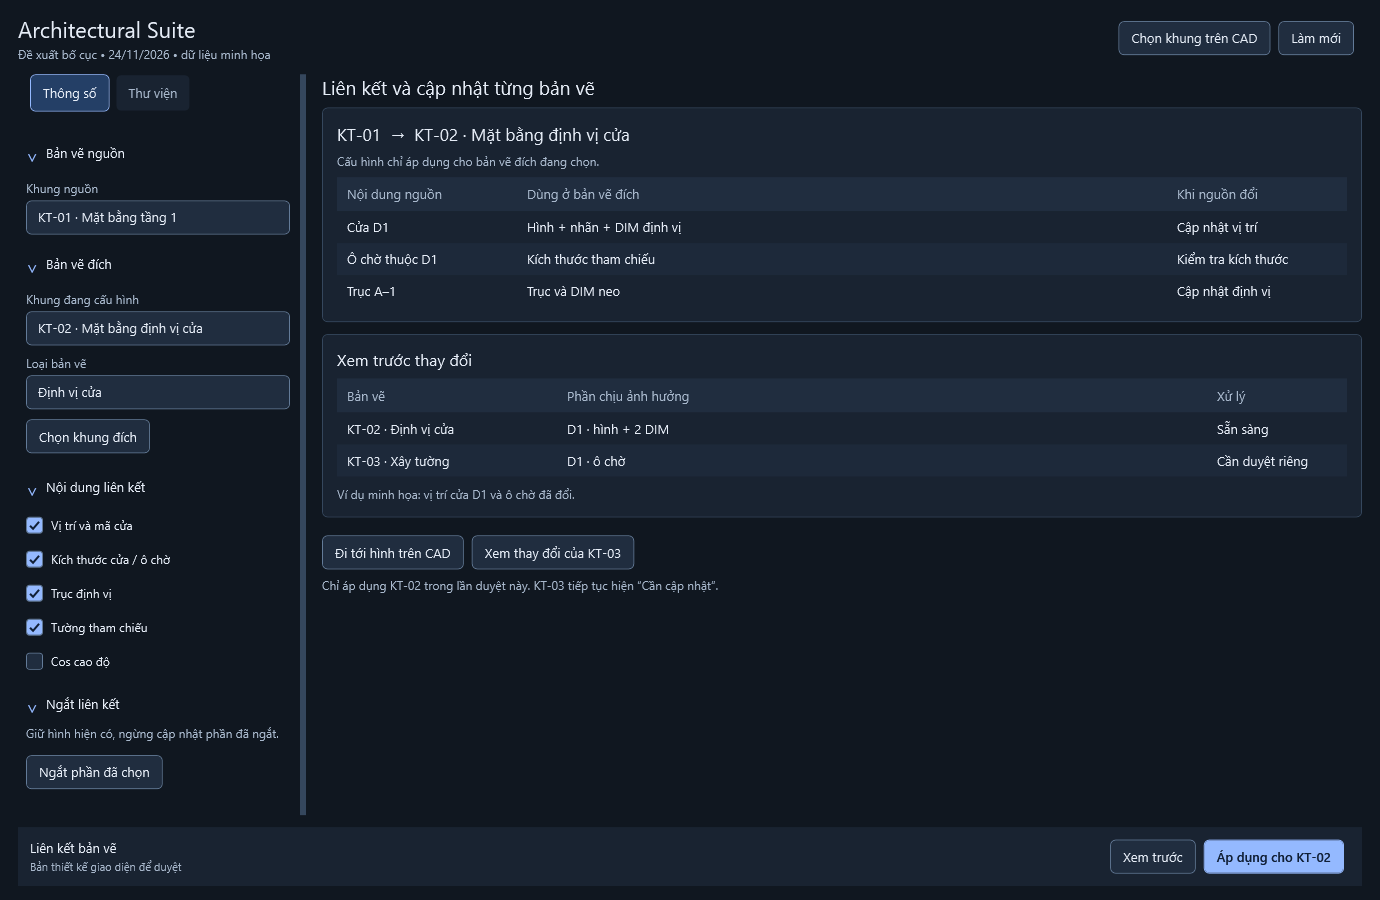 Architectural Suite
Đề xuất bố cục • 24/11/2026 • dữ liệu minh họa
Chọn khung trên CAD
Làm mới
Thông số
Thư viện
Bản vẽ nguồn
Khung nguồn
KT-01 · Mặt bằng tầng 1
Bản vẽ đích
Khung đang cấu hình
KT-02 · Mặt bằng định vị cửa
Loại bản vẽ
Định vị cửa
Chọn khung đích
Nội dung liên kết
Vị trí và mã cửa
Kích thước cửa / ô chờ
Trục định vị
Tường tham chiếu
Cos cao độ
Ngắt liên kết
Giữ hình hiện có, ngừng cập nhật phần đã ngắt.
Ngắt phần đã chọn
Liên kết và cập nhật từng bản vẽ
KT-01 → KT-02 · Mặt bằng định vị cửa
Cấu hình chỉ áp dụng cho bản vẽ đích đang chọn.
Nội dung nguồn Dùng ở bản vẽ đích Khi nguồn đổi
Cửa D1 Hình + nhãn + DIM định vị Cập nhật vị trí
Ô chờ thuộc D1 Kích thước tham chiếu Kiểm tra kích thước
Trục A–1 Trục và DIM neo Cập nhật định vị
Xem trước thay đổi
Bản vẽ Phần chịu ảnh hưởng Xử lý
KT-02 · Định vị cửa D1 · hình + 2 DIM Sẵn sàng
KT-03 · Xây tường D1 · ô chờ Cần duyệt riêng
Ví dụ minh họa: vị trí cửa D1 và ô chờ đã đổi.
Đi tới hình trên CAD
Xem thay đổi của KT-03
Chỉ áp dụng KT-02 trong lần duyệt này. KT-03 tiếp tục hiện “Cần cập nhật”.
Liên kết bản vẽ
Bản thiết kế giao diện để duyệt
Xem trước
Áp dụng cho KT-02